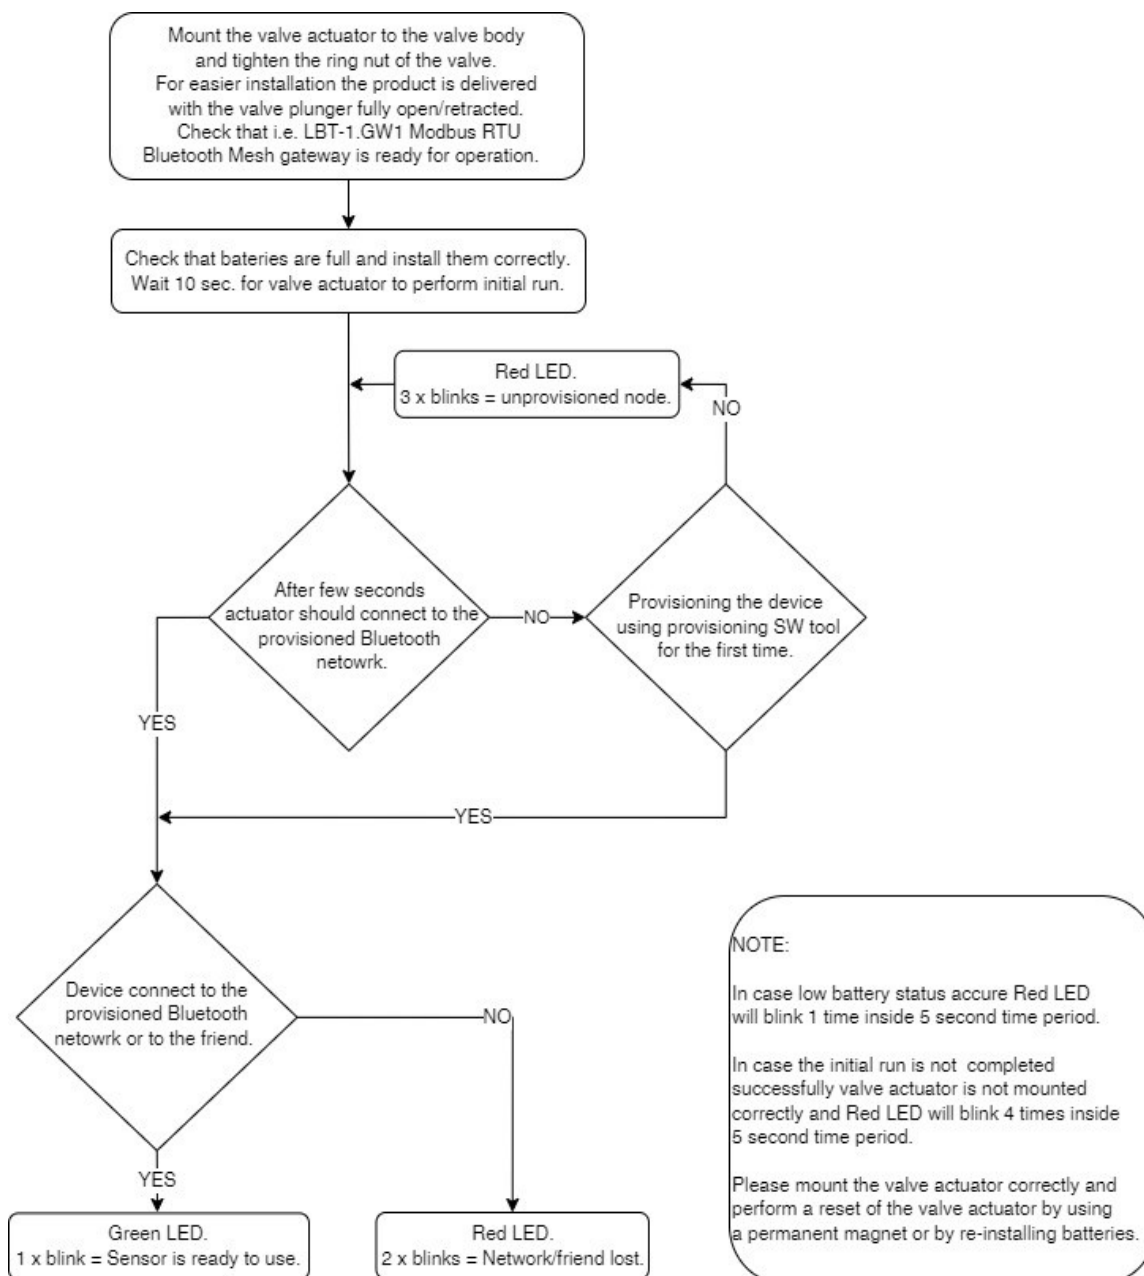 Mount the valve actuator to the valve body
and tighten the ring nut of the valve.
For easier installation the product is delivered
with the valve plunger fully open/retracted.
Check that i.e. LBT-1.GW1 Modbus RTU
Bluetooth Mesh gateway is ready for operation.
Check that bateries are full and install them correctly.
Wait 10 sec. for valve actuator to perform initial run.
Red LED.
3 x blinks = unprovisioned node.
NO
After few seconds
actuator should connect to the
provisioned Bluetooth
netowrk.
NO
Provisioning the device
using provisioning SW tool
for the first time.
YES
YES
Device connect to the
provisioned Bluetooth
netowrk or to the friend.
NO
YES
Green LED.
1 x blink = Sensor is ready to use.
Red LED.
2 x blinks = Network/friend lost.
NOTE:
In case low battery status accure Red LED
will blink 1 time inside 5 second time period.
In case the initial run is not completed
successfully valve actuator is not mounted
correctly and Red LED will blink 4 times inside
5 second time period.
Please mount the valve actuator correctly and
perform a reset of the valve actuator by using
a permanent magnet or by re-installing batteries.